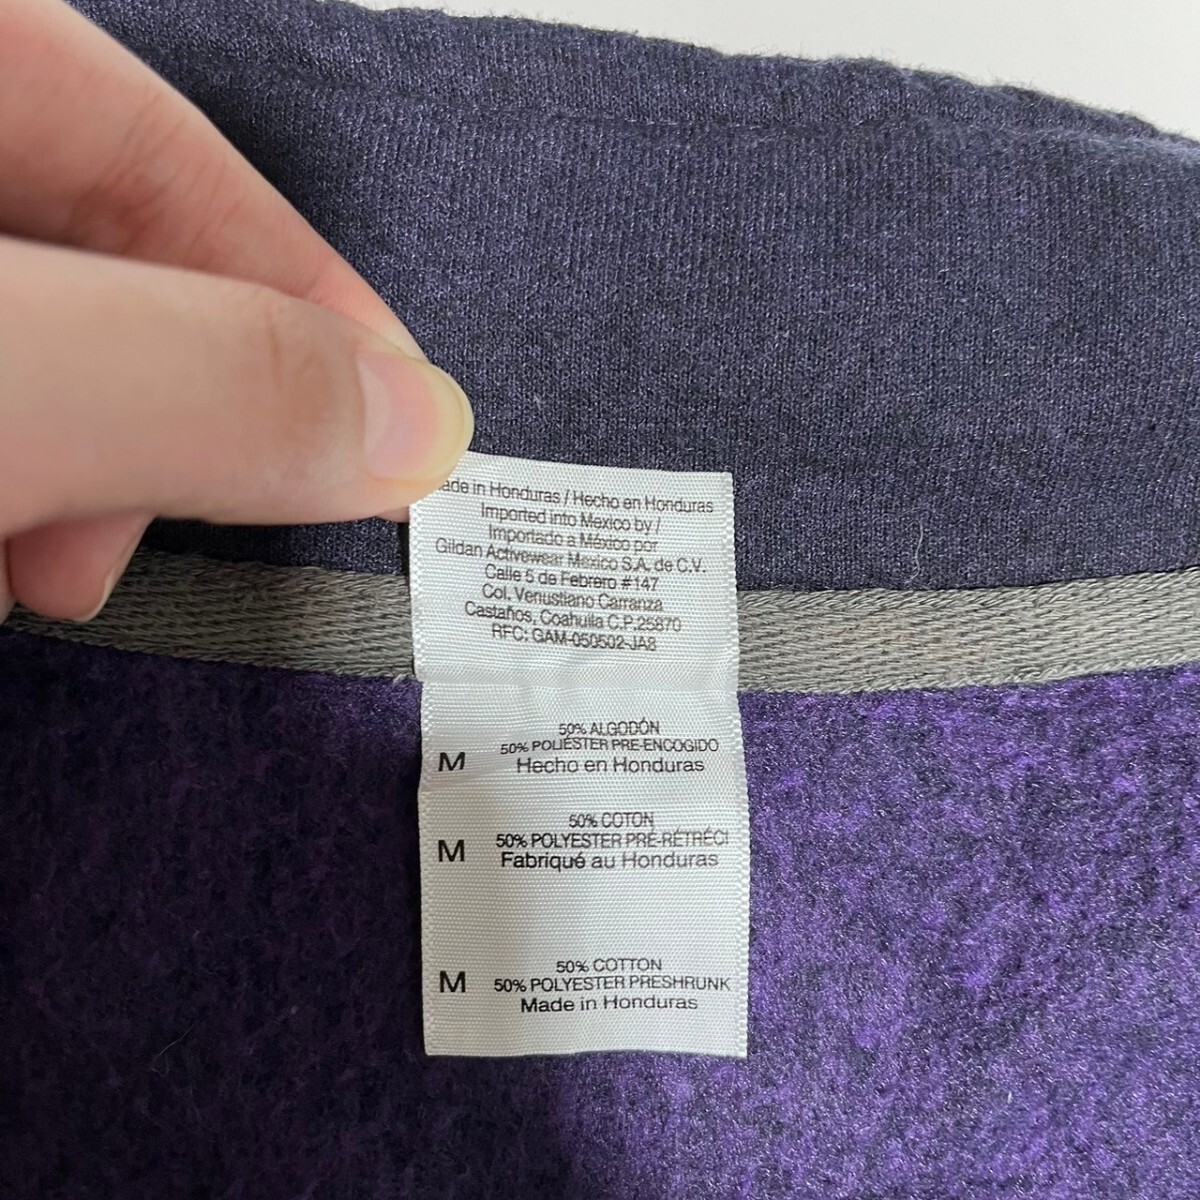 ade in Honduras / Hecho en Honduras
Imported into Mexico by /
Importado a México por
Gildan Activewear Mexico S.A. de C.V.
Calle 5 de Febrero #147
Col. Venustiano Carranza
Castaños, Coahuila C.P.25870
RFC: GAM-050502-JA8
50% ALGODÓN
50% POLIÉSTER PRE-ENCOGIDO
M Hecho en Honduras
50% COTON
50% POLYESTER PRÉ-RÉTRÉCI
M Fabriqué au Honduras
50% COTTON
M 50% POLYESTER PRESHRUNK
Made in Honduras